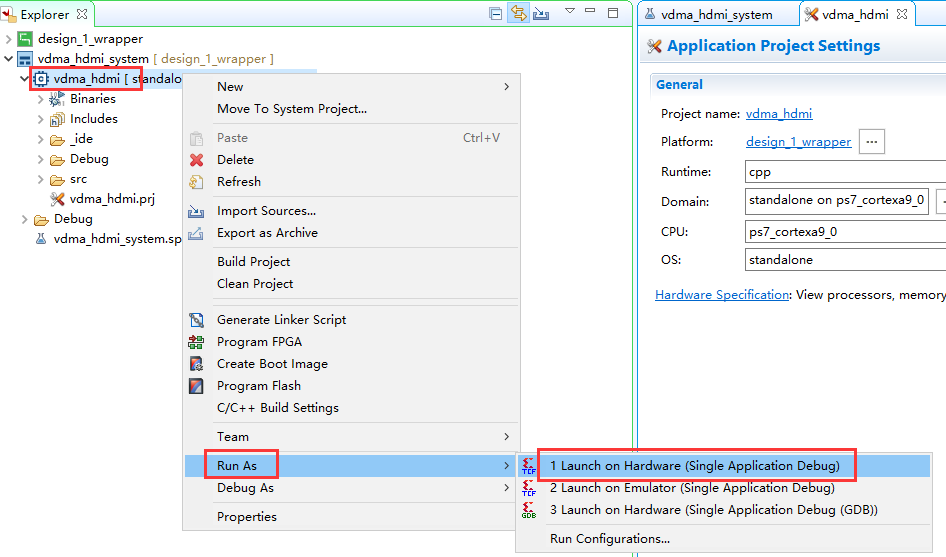 Explorer
design_1_wrapper
vdma_hdmi_system [ design_1_wrapper ]
vdma_hdmi [ standalo
Binaries
Includes
_ide
Debug
src
vdma_hdmi.prj
Debug
vdma_hdmi_system.sp
New
Move To System Project...
Paste Ctrl+V
Delete
Refresh
Import Sources...
Export as Archive
Build Project
Clean Project
Generate Linker Script
Program FPGA
Create Boot Image
Program Flash
C/C++ Build Settings
Team
Run As
Debug As
Properties
TCF 1 Launch on Hardware (Single Application Debug)
TCF 2 Launch on Emulator (Single Application Debug)
GDB 3 Launch on Hardware (Single Application Debug (GDB))
Run Configurations...
vdma_hdmi_system
vdma_hdmi
Application Project Settings
General
Project name: vdma_hdmi
Platform: design_1_wrapper ...
Runtime: cpp
Domain: standalone on ps7_cortexa9_0
CPU: ps7_cortexa9_0
OS: standalone
Hardware Specification: View processors, memory